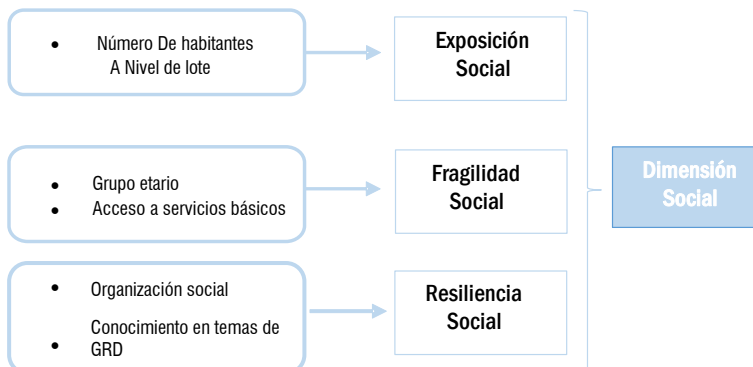 • Número De habitantes
A Nivel de lote
Exposición
Social
• Grupo etario
• Acceso a servicios básicos
Fragilidad
Social
Dimensión
Social
• Organización social
• Conocimiento en temas de
GRD
Resiliencia
Social